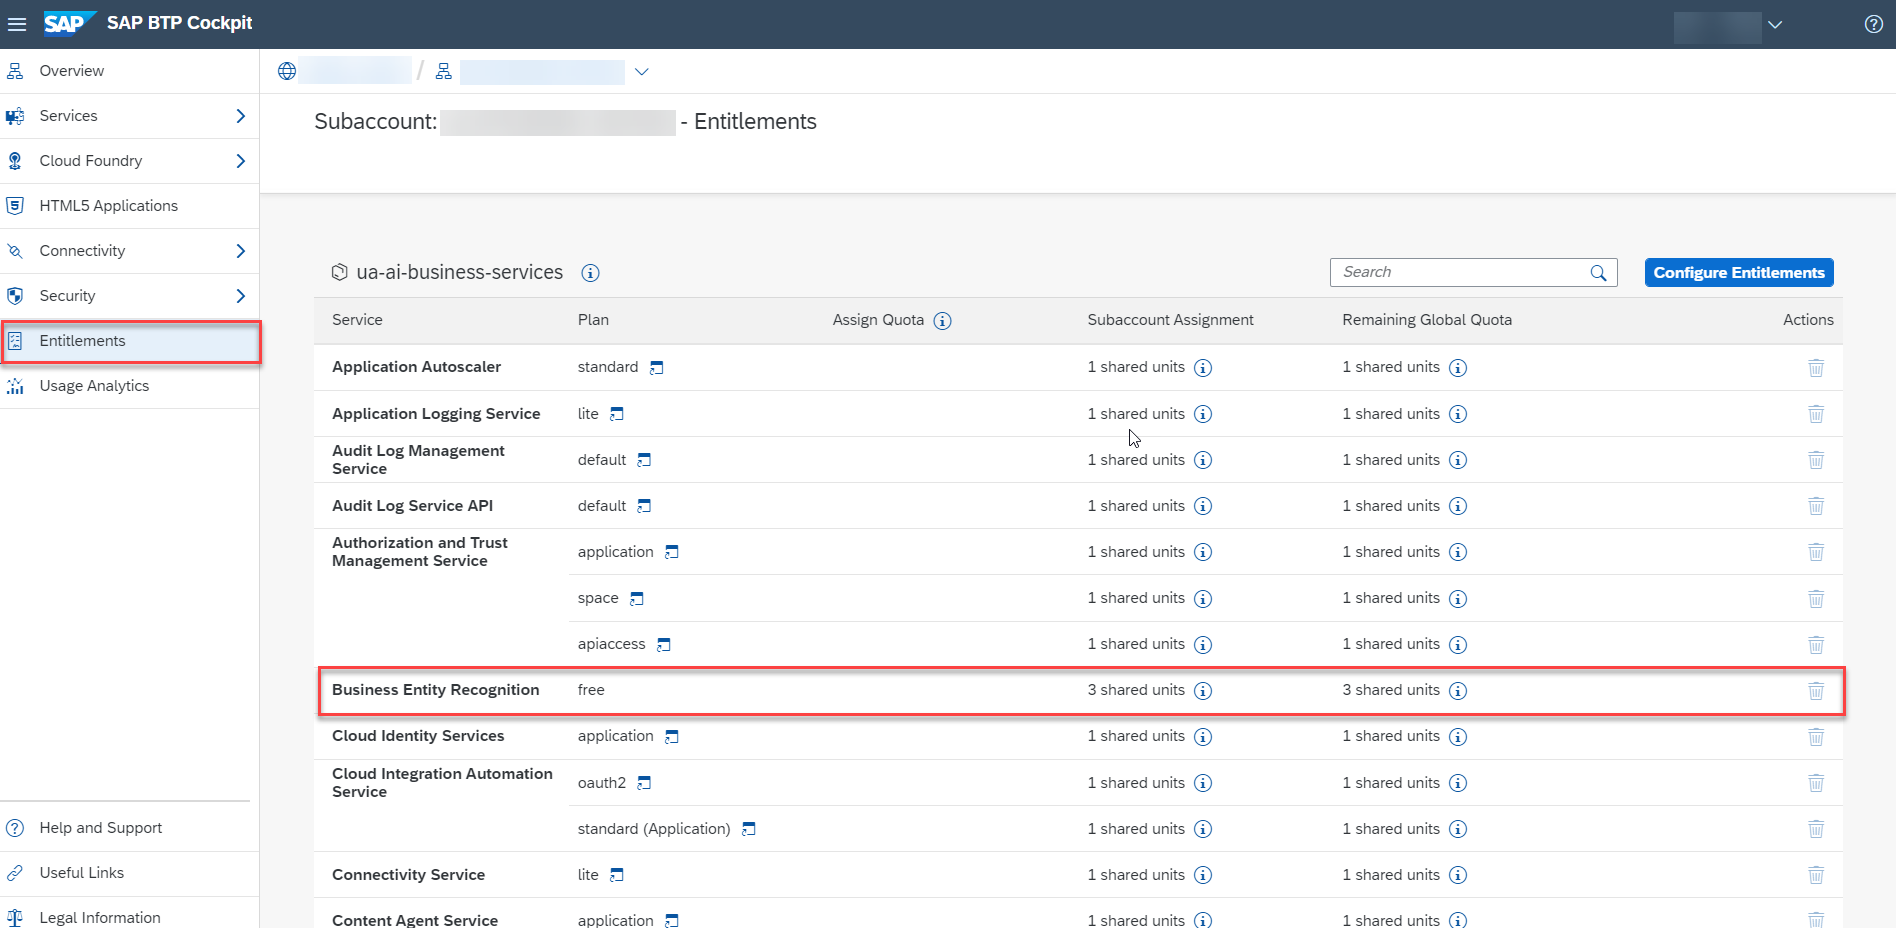 SAP SAP BTP Cockpit
Overview
Services
Cloud Foundry
HTML5 Applications
Connectivity
Security
Entitlements
Usage Analytics
Help and Support
Useful Links
Legal Information
/
Subaccount: - Entitlements
ua-ai-business-services
Search
Configure Entitlements
Service Plan Assign Quota Subaccount Assignment Remaining Global Quota Actions
Application Autoscaler standard 1 shared units 1 shared units
Application Logging Service lite 1 shared units 1 shared units
Audit Log Management
Service
default 1 shared units 1 shared units
Audit Log Service API default 1 shared units 1 shared units
Authorization and Trust
Management Service
application 1 shared units 1 shared units
space 1 shared units 1 shared units
apiaccess 1 shared units 1 shared units
Business Entity Recognition free 3 shared units 3 shared units
Cloud Identity Services application 1 shared units 1 shared units
Cloud Integration Automation
Service
oauth2 1 shared units 1 shared units
standard (Application) 1 shared units 1 shared units
Connectivity Service lite 1 shared units 1 shared units
Content Agent Service application 1 shared units 1 shared units